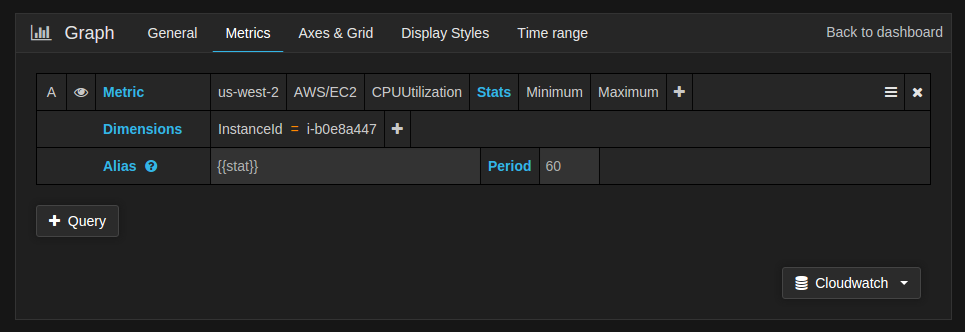 Graph General Metrics Axes & Grid Display Styles Time range Back to dashboard
A Metric us-west-2 AWS/EC2 CPUUtilization Stats Minimum Maximum
Dimensions InstanceId = i-b0e8a447
Alias {{stat}} Period 60
Query
Cloudwatch